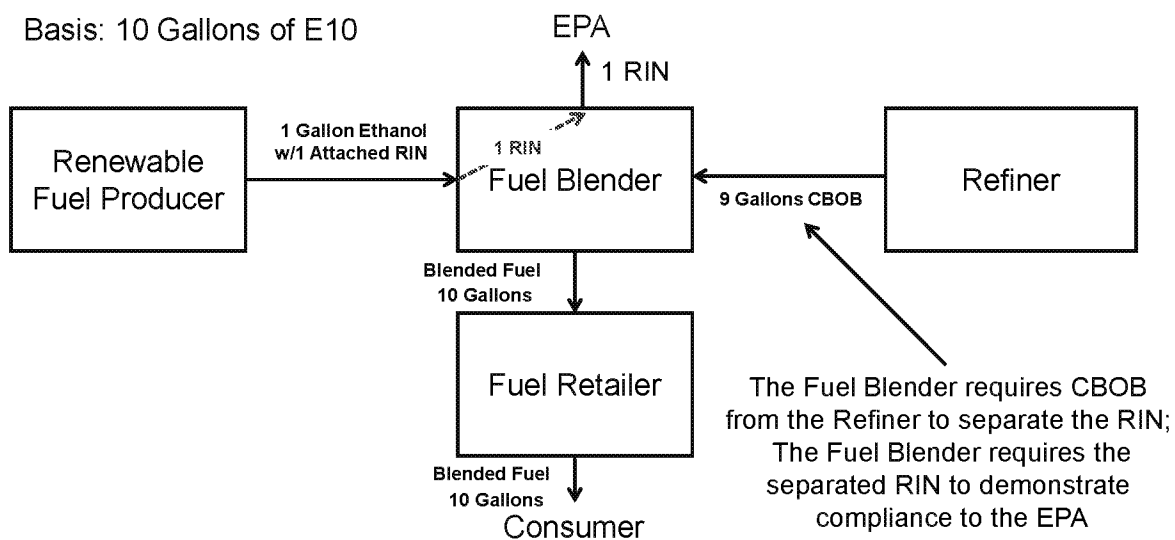 Basis: 10 Gallons of E10
EPA
1 RIN
Renewable
Fuel Producer
1 Gallon Ethanol
w/1 Attached RIN
1 RIN
Fuel Blender
9 Gallons CBOB
Refiner
Blended Fuel
10 Gallons
Fuel Retailer
Blended Fuel
10 Gallons
Consumer
The Fuel Blender requires CBOB
from the Refiner to separate the RIN;
The Fuel Blender requires the
separated RIN to demonstrate
compliance to the EPA